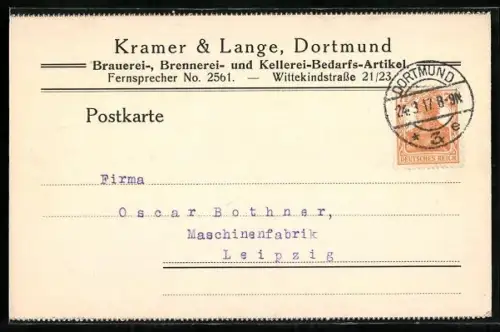 Kramer & Lange, Dortmund
Brauerei-, Brennerei- und Kellerei-Bedarfs-Artikel.
Fernsprecher No. 2561. — Wittekindstraße 21/23
DORTMUND
24.3.17.8-9N
* 3 e
DEUTSCHES REICH
Postkarte
Firma
Oscar Bothner,
Maschinenfabrik
Leipzig